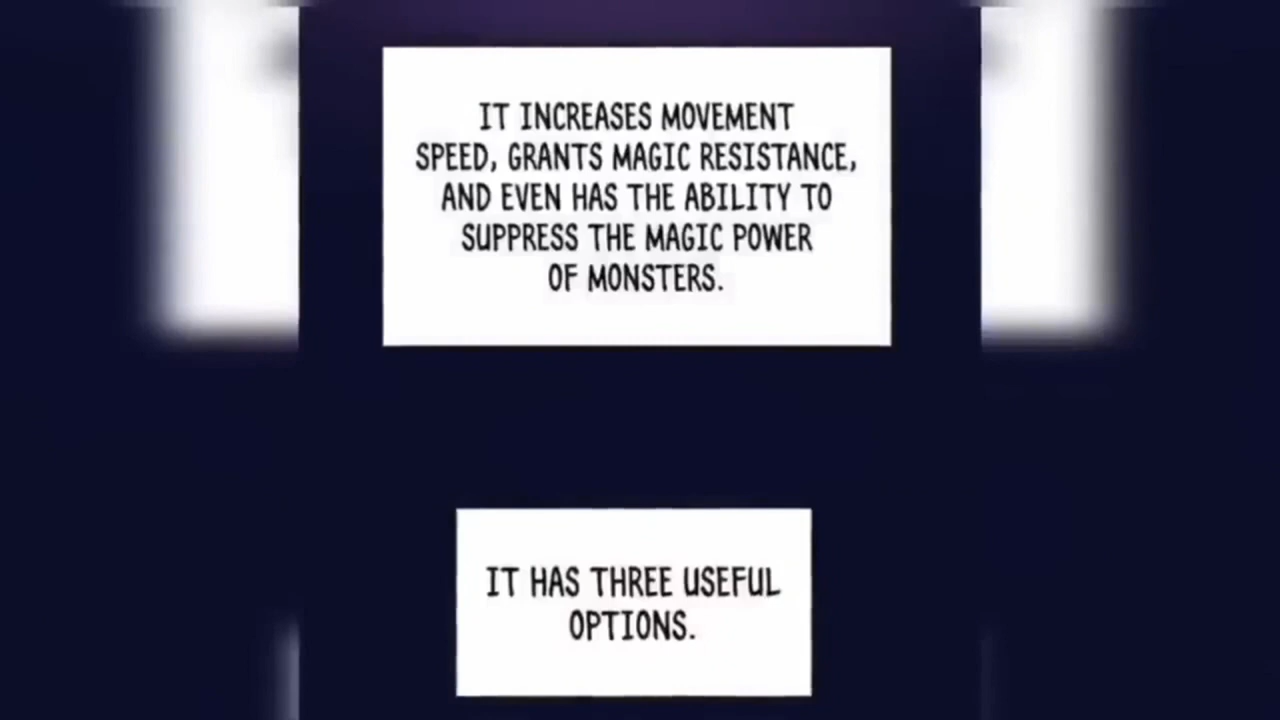 IT INCREASES MOVEMENT
SPEED, GRANTS MAGIC RESISTANCE,
AND EVEN HAS THE ABILITY TO
SUPPRESS THE MAGIC POWER
OF MONSTERS.
IT HAS THREE USEFUL
OPTIONS.